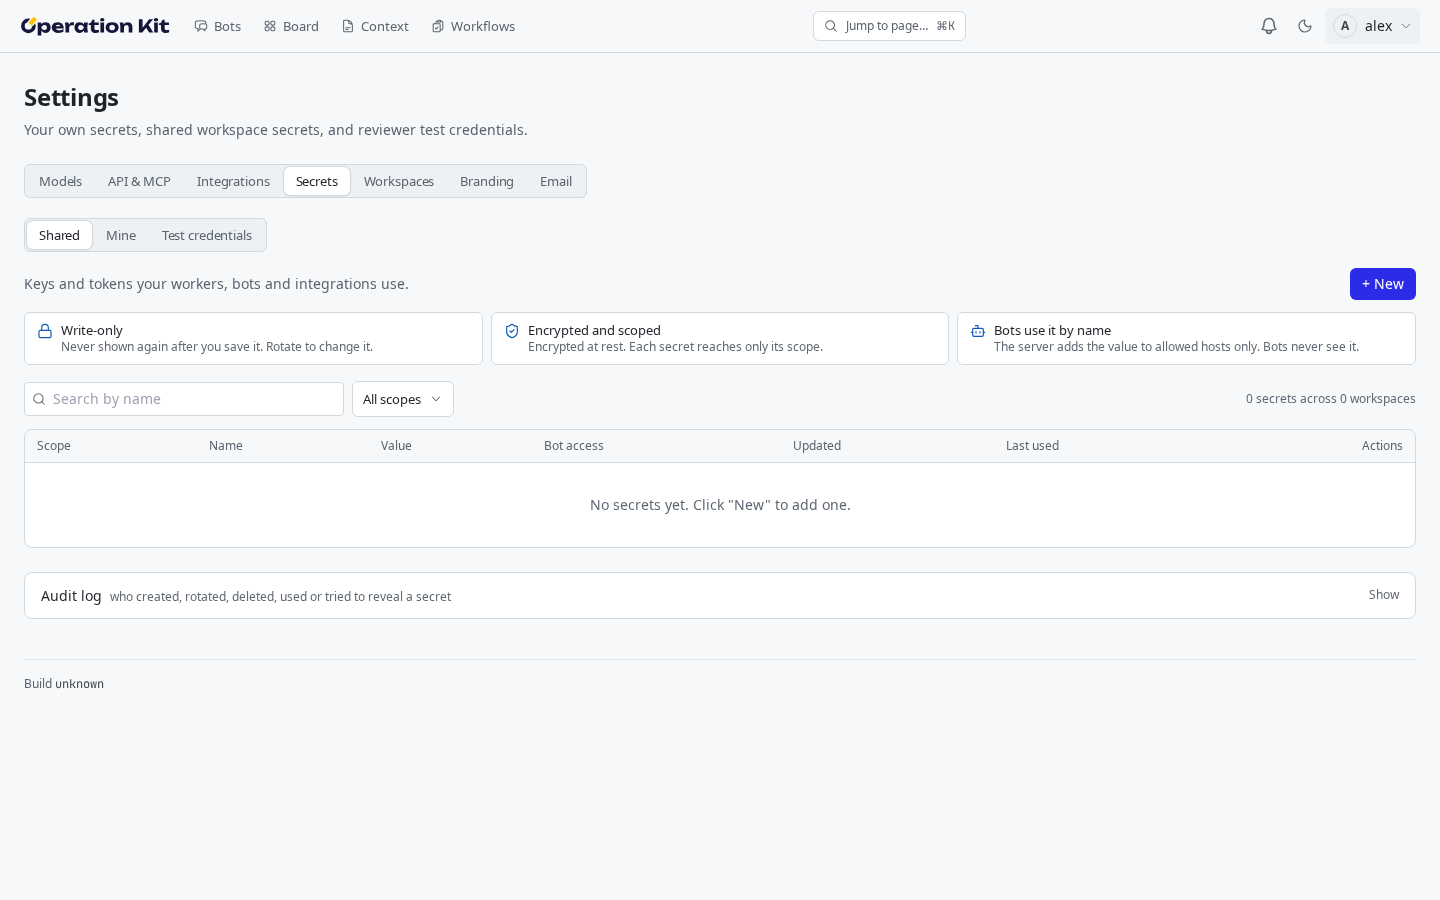 Operation Kit
Bots
Board
Context
Workflows
Jump to page... ⌘K
A
alex
Settings
Your own secrets, shared workspace secrets, and reviewer test credentials.
Models
API & MCP
Integrations
Secrets
Workspaces
Branding
Email
Shared
Mine
Test credentials
Keys and tokens your workers, bots and integrations use.
+ New
Write-only
Never shown again after you save it. Rotate to change it.
Encrypted and scoped
Encrypted at rest. Each secret reaches only its scope.
Bots use it by name
The server adds the value to allowed hosts only. Bots never see it.
Search by name
All scopes
0 secrets across 0 workspaces
Scope
Name
Value
Bot access
Updated
Last used
Actions
No secrets yet. Click "New" to add one.
Audit log who created, rotated, deleted, used or tried to reveal a secret
Show
Build unknown